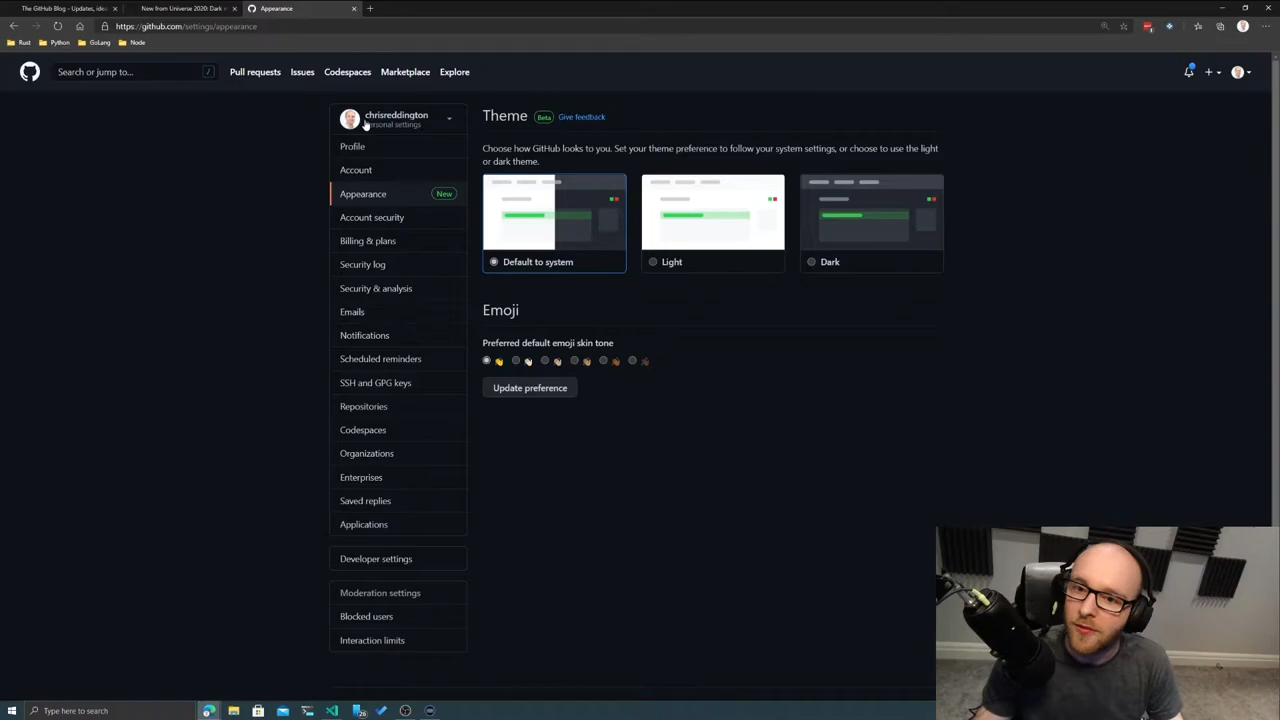 The GitHub Blog - Updates, idea
New from Universe 2020: Dark m
Appearance
https://github.com/settings/appearance
Rust
Python
GoLang
Node
Search or jump to...
/
Pull requests
Issues
Codespaces
Marketplace
Explore
chrisreddington
Personal settings
Profile
Account
Appearance
New
Account security
Billing & plans
Security log
Security & analysis
Emails
Notifications
Scheduled reminders
SSH and GPG keys
Repositories
Codespaces
Organizations
Enterprises
Saved replies
Applications
Developer settings
Moderation settings
Blocked users
Interaction limits
Theme
Beta
Give feedback
Choose how GitHub looks to you. Set your theme preference to follow your system settings, or choose to use the light
or dark theme.
Default to system
Light
Dark
Emoji
Preferred default emoji skin tone
Update preference
Type here to search